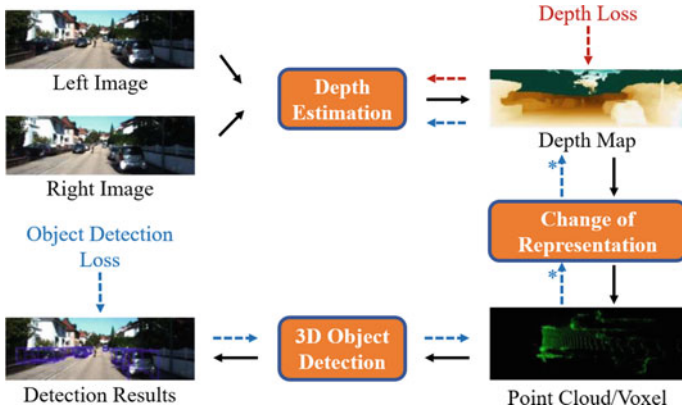 Depth Loss
Left Image
Depth
Estimation
Depth Map
Right Image
*
Change of
Representation
*
Object Detection
Loss
3D Object
Detection
Detection Results
Point Cloud/Voxel